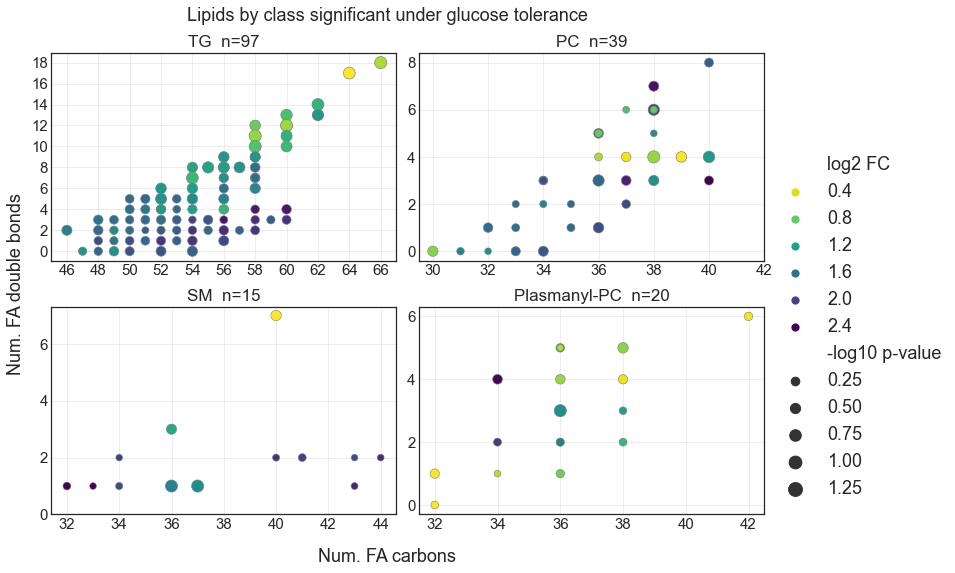 Lipids by class significant under glucose tolerance
TG n=97
PC n=39
18
16
14
12
10
8
6
4
2
0
46 48 50 52 54 56 58 60 62 64 66
8
6
4
2
0
30 32 34 36 38 40 42
SM n=15
Plasmanyl-PC n=20
6
4
2
0
32 34 36 38 40 42 44
6
4
2
0
32 34 36 38 40 42
Num. FA double bonds
Num. FA carbons
log2 FC
0.4
0.8
1.2
1.6
2.0
2.4
-log10 p-value
0.25
0.50
0.75
1.00
1.25